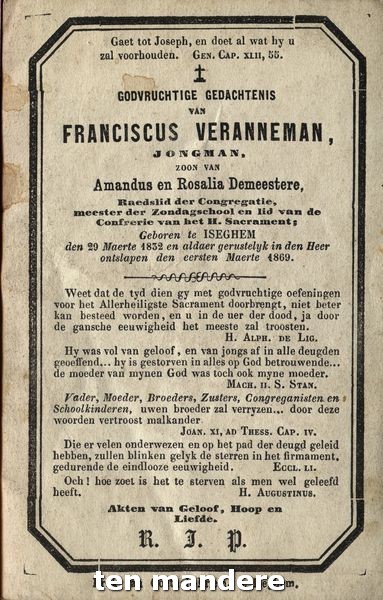 Gaet tot Joseph, en doet al wat hy u
zal voorhouden. GEN. CAP. XLII, 55.
GODVRUCHTIGE GEDACHTENIS
VAN
FRANCISCUS VERANNEMAN,
JONGMAN,
ZOON VAN
Amandus en Rosalia Demeestere,
Raedslid der Congregatie,
meester der Zondagschool en lid van de
Confrerie van het H. Sacrament;
Geboren te ISEGHEM
den 29 Maerte 1832 en aldaer gerustelyk in den Heer
ontslapen den eersten Maerte 1869.
Weet dat de tyd dien gy met godvruchtige oefeningen
voor het Allerheiligste Sacrament doorbrengt, niet beter
kan besteed worden, en u in de uer der dood, ja door
de gansche eeuwigheid het meeste zal troosten.
H. ALPH. DE LIG.
Hy was vol van geloof, en van jongs af in alle deugden
geoeffend... hy is gestorven in alles op God betrouwende...
de moeder van mynen God was toch ook myne moeder.
MACH. II. S. STAN.
Vader, Moeder, Broeders, Zusters, Congreganisten en
Schoolkinderen, uwen broeder zal verryzen... door deze
woorden vertroost malkander
JOAN. XI, AD THESS. CAP. IV.
Die er velen onderwezen en op het pad der deugd geleid
hebben, zullen blinken gelyk de sterren in het firmament,
gedurende de eindlooze eeuwigheid. ECCL. LI.
Och! hoe zoet is het te sterven als men wel geleefd
heeft. H. AUGUSTINUS.
Akten van Geloof, Hoop en
Liefde.
R. I. P.
ten mandere